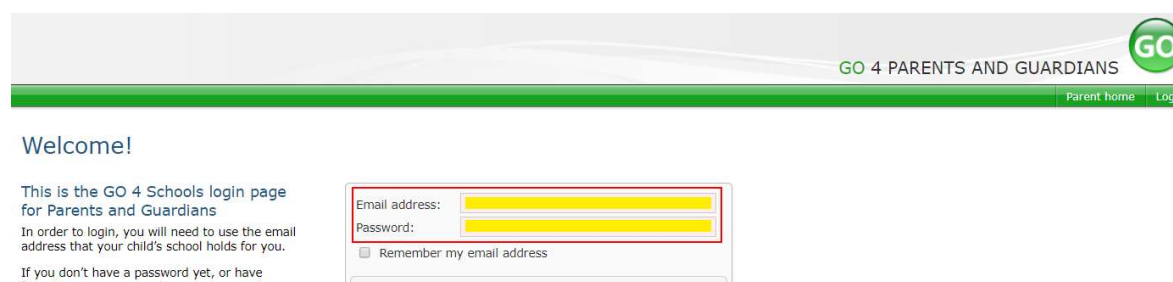 GO
GO 4 PARENTS AND GUARDIANS
Parent home
Welcome!
This is the GO 4 Schools login page
for Parents and Guardians
In order to login, you will need to use the email
address that your child's school holds for you.
If you don't have a password yet, or have
Email address:
Password:
Remember my email address